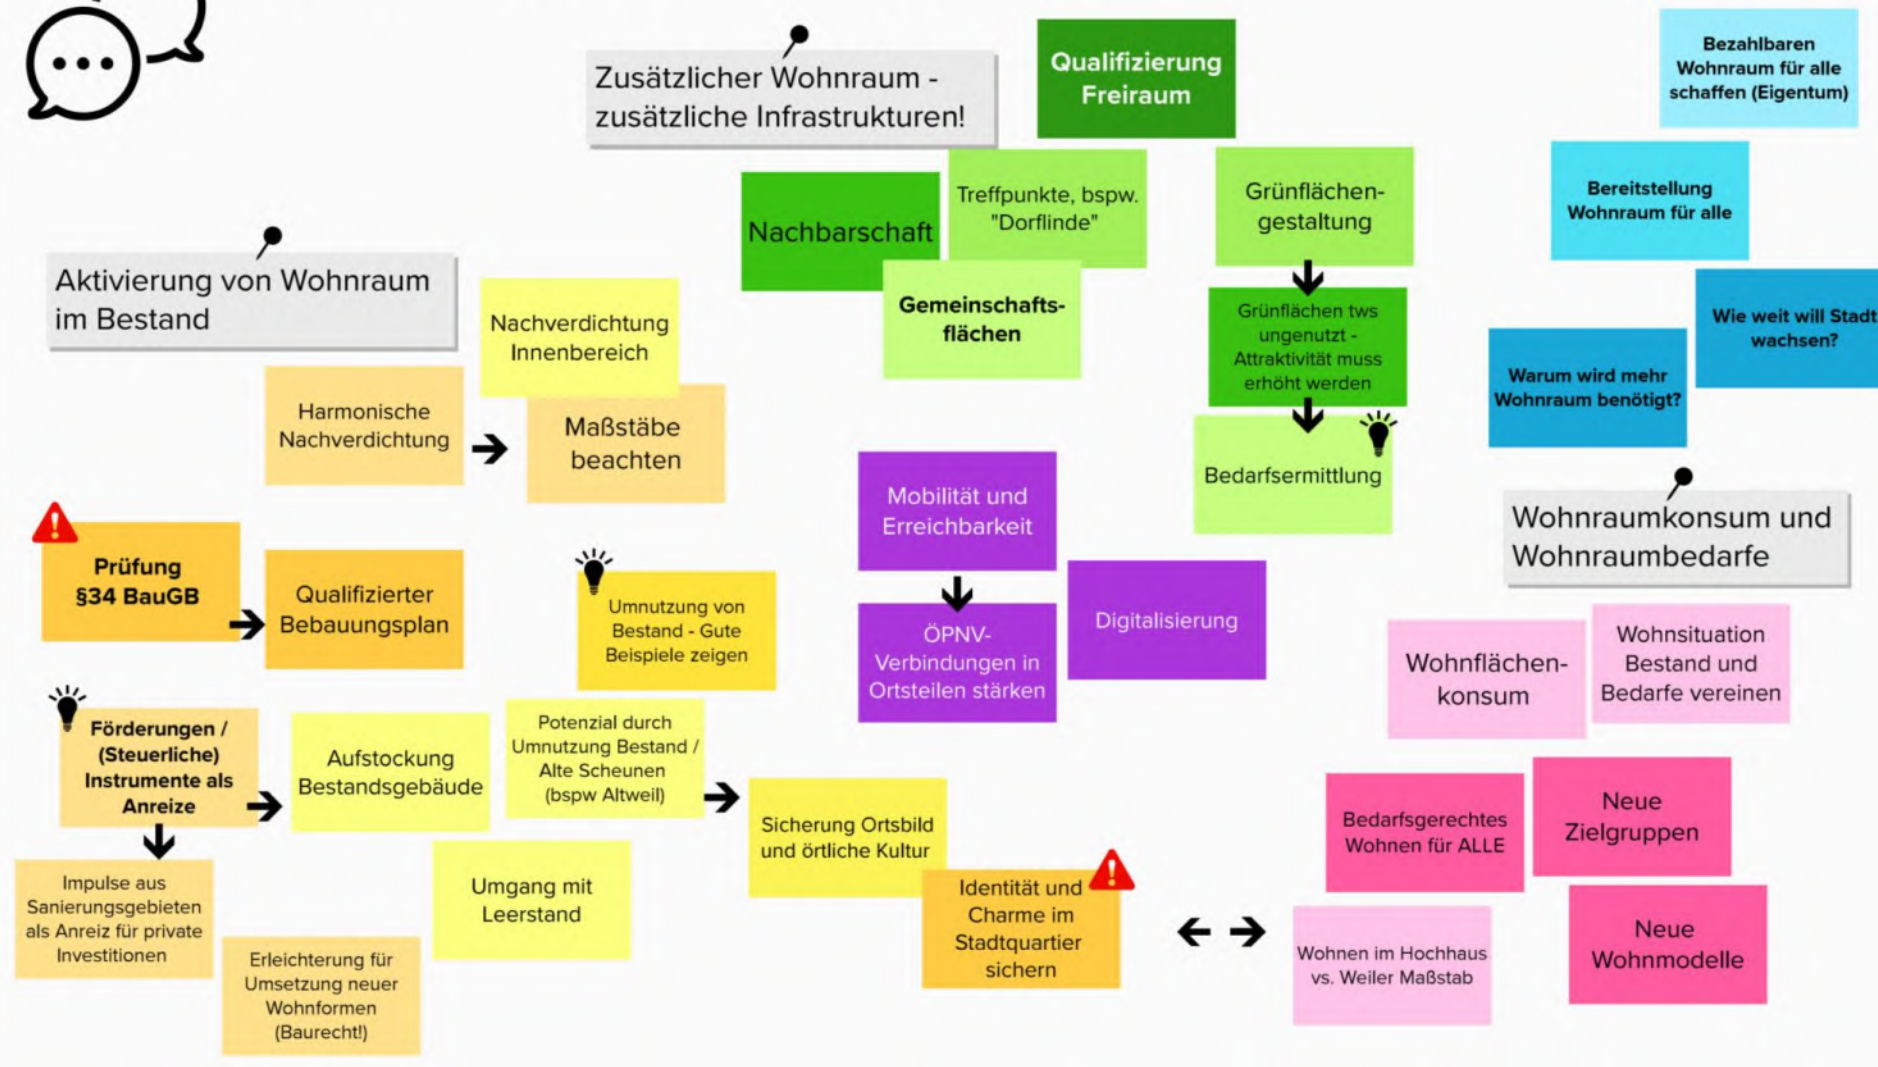 Zusätzlicher Wohnraum -
zusätzliche Infrastrukturen!
Qualifizierung
Freiraum
Bezahlbaren
Wohnraum für alle
schaffen (Eigentum)
Nachbarschaft
Treffpunkte, bspw.
"Dorflinde"
Gemeinschafts-
flächen
Grünflächen-
gestaltung
Grünflächen tws
ungenutzt -
Attraktivität muss
erhöht werden
Bedarfsermittlung
Bereitstellung
Wohnraum für alle
Wie weit will Stadt
wachsen?
Warum wird mehr
Wohnraum benötigt?
Aktivierung von Wohnraum
im Bestand
Nachverdichtung
Innenbereich
Harmonische
Nachverdichtung
Maßstäbe
beachten
Prüfung
§34 BauGB
Qualifizierter
Bebauungsplan
Umnutzung von
Bestand - Gute
Beispiele zeigen
Mobilität und
Erreichbarkeit
ÖPNV-
Verbindungen in
Ortsteilen stärken
Digitalisierung
Wohnraumkonsum und
Wohnraumbedarfe
Wohnflächen-
konsum
Wohnsituation
Bestand und
Bedarfe vereinen
Förderungen /
(Steuerliche)
Instrumente als
Anreize
Aufstockung
Bestandsgebäude
Potenzial durch
Umnutzung Bestand /
Alte Scheunen
(bspw Altweil)
Sicherung Ortsbild
und örtliche Kultur
Identität und
Charme im
Stadtquartier
sichern
Bedarfsgerechtes
Wohnen für ALLE
Neue
Zielgruppen
Impulse aus
Sanierungsgebieten
als Anreiz für private
Investitionen
Erleichterung für
Umsetzung neuer
Wohnformen
(Baurecht!)
Umgang mit
Leerstand
Wohnen im Hochhaus
vs. Weiler Maßstab
Neue
Wohnmodelle